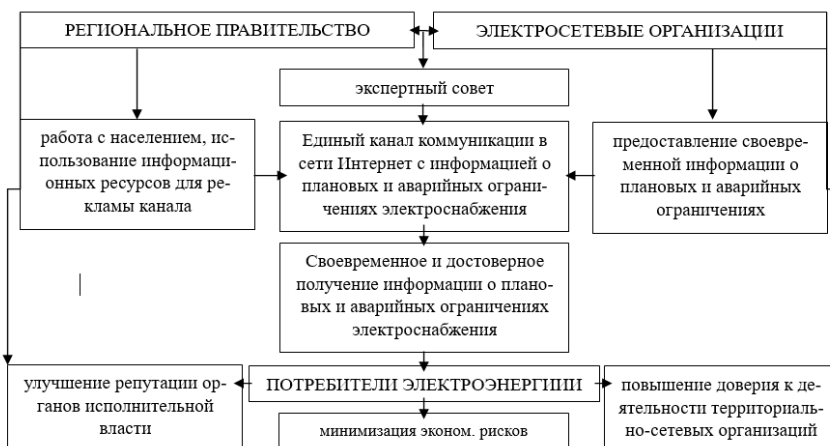 РЕГИОНАЛЬНОЕ ПРАВИТЕЛЬСТВО
ЭЛЕКТРОСЕТЕВЫЕ ОРГАНИЗАЦИИ
экспертный совет
работа с населением, ис-
пользование информаци-
онных ресурсов для ре-
кламы канала
Единый канал коммуникации в
сети Интернет с информацией о
плановых и аварийных ограни-
чениях электроснабжения
предоставление своевре-
менной информации о
плановых и аварийных
ограничениях
Своевременное и достоверное
получение информации о плано-
вых и аварийных ограничениях
электроснабжения
улучшение репутации ор-
ганов исполнительной
власти
ПОТРЕБИТЕЛИ ЭЛЕКТРОЭНЕРГИИИ
повышение доверия к де-
ятельности территориаль-
но-сетевых организаций
минимизация эконом. рисков